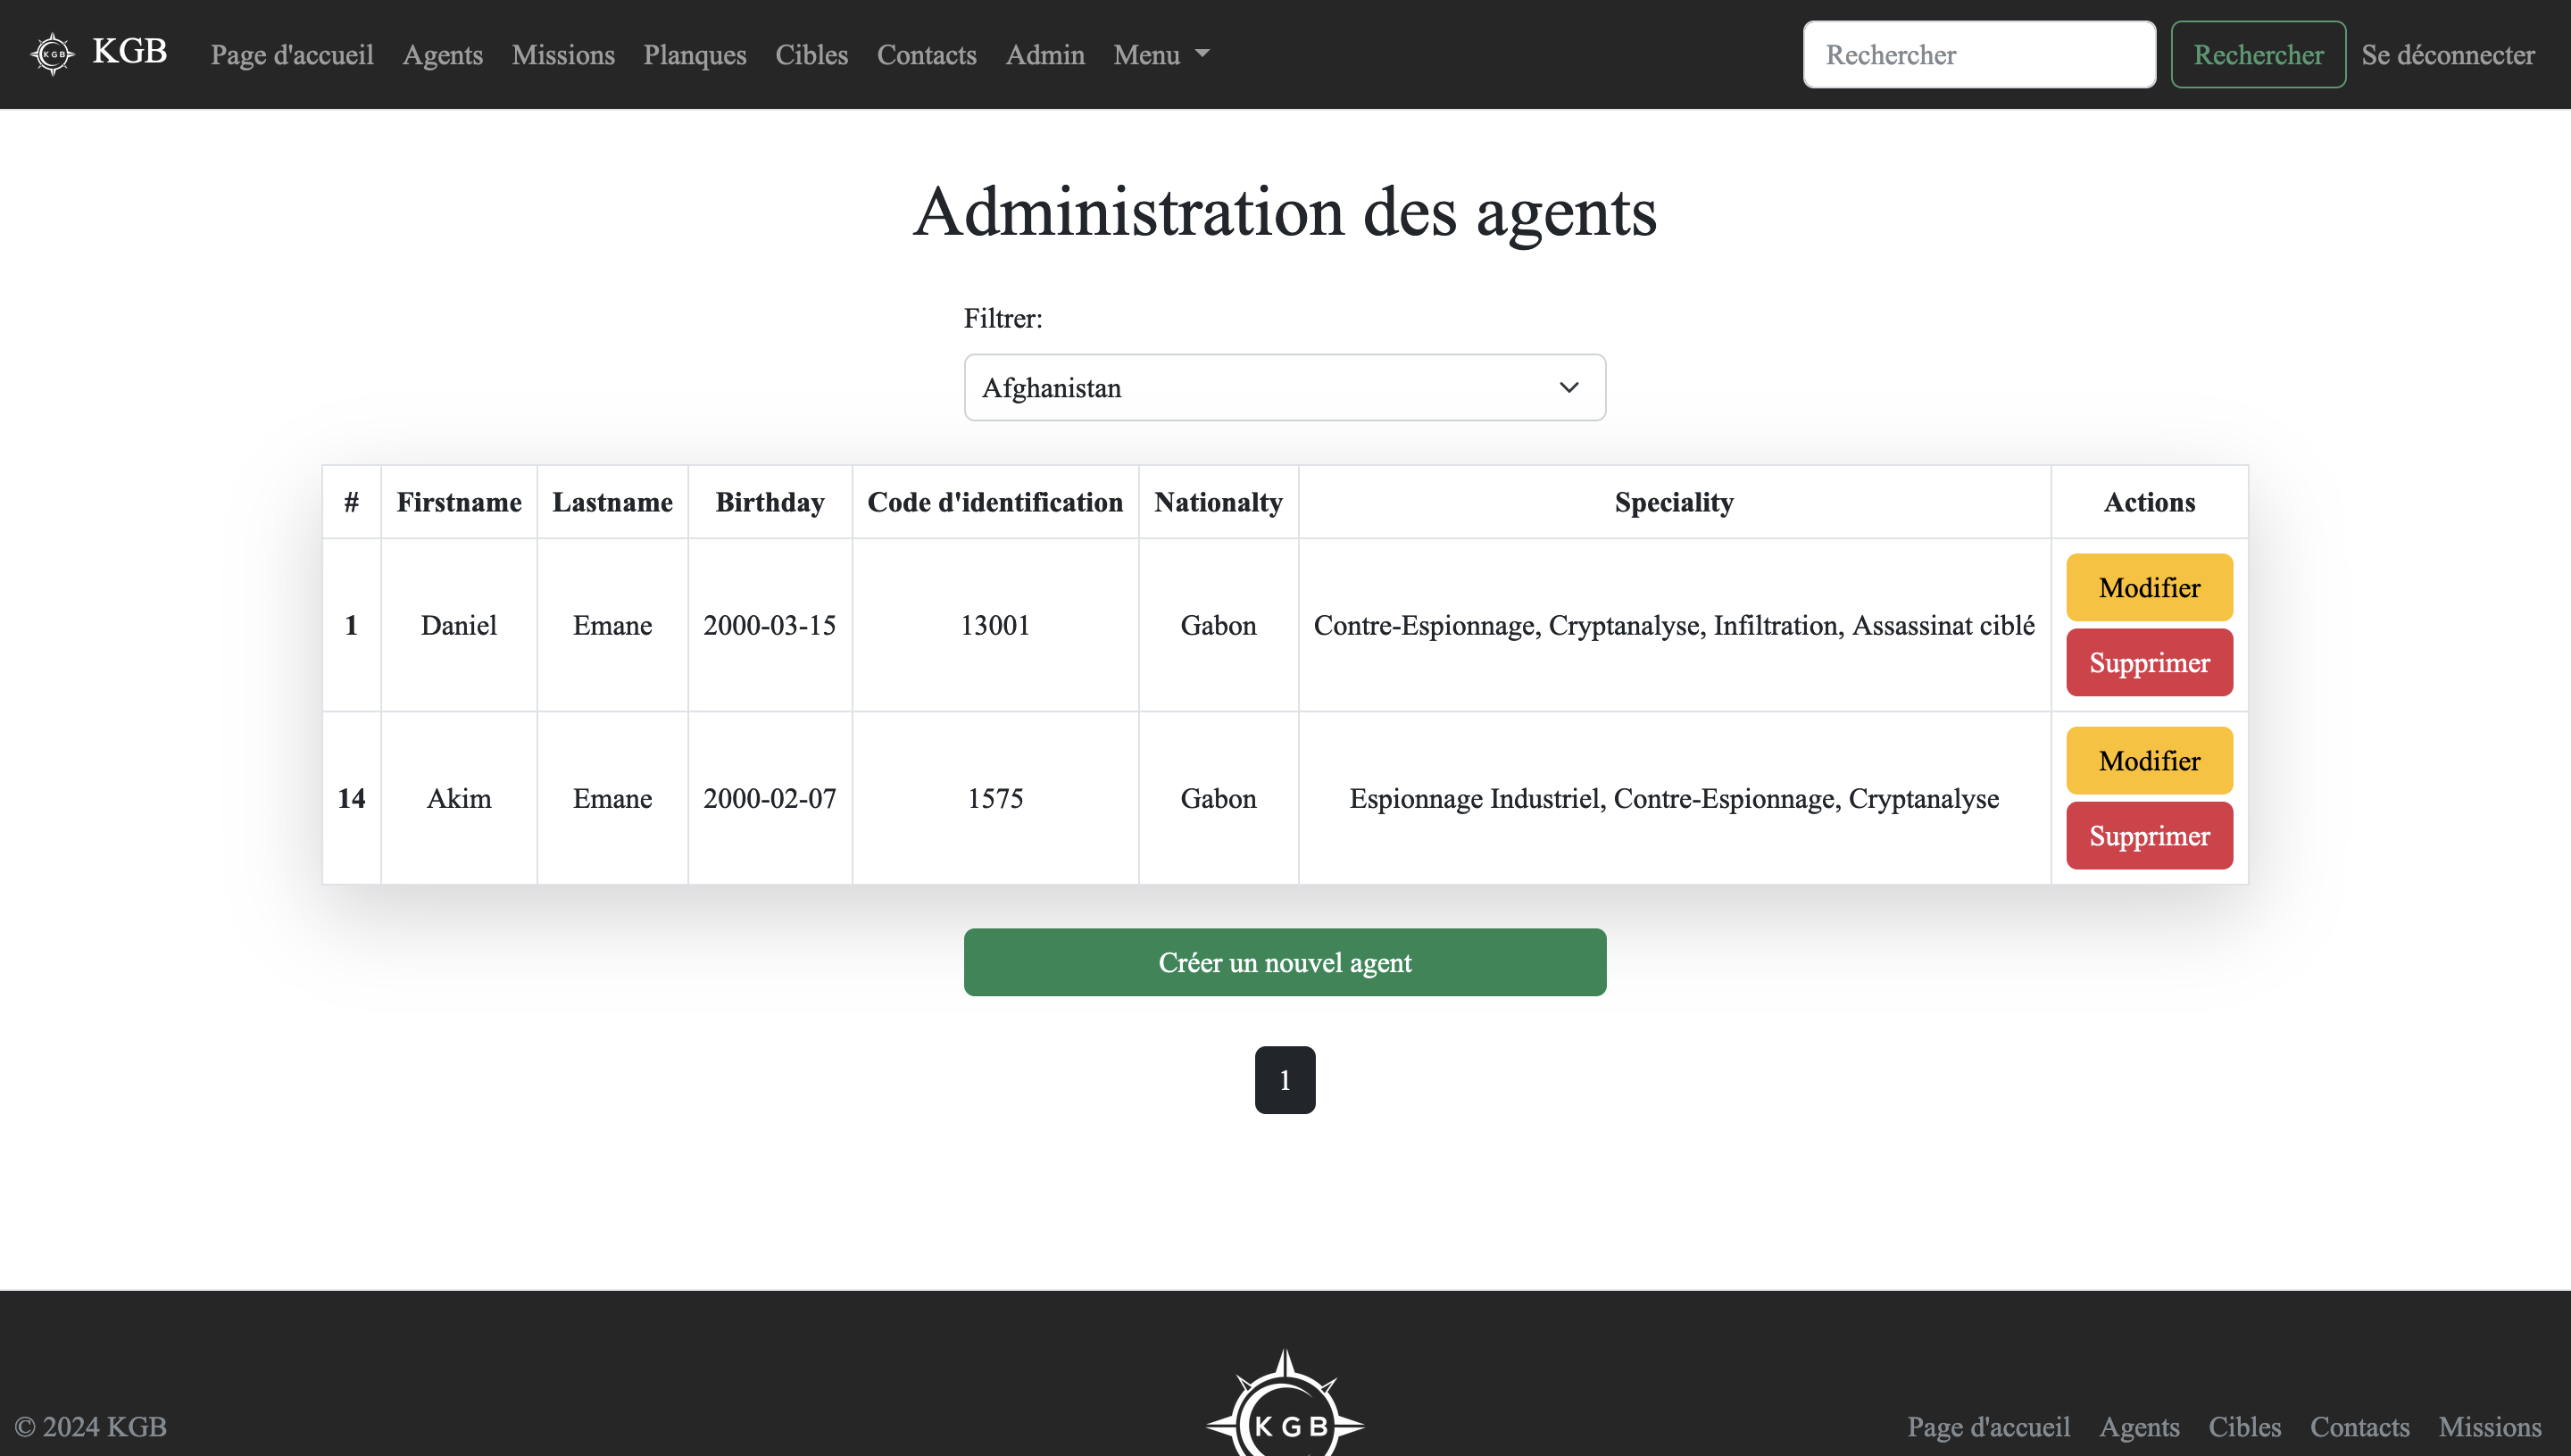 KGB KGB Page d'accueil Agents Missions Planques Cibles Contacts Admin Menu Rechercher Rechercher Se déconnecter
Administration des agents
Filtrer:
Afghanistan
# Firstname Lastname Birthday Code d'identification Nationalty Speciality Actions
1 Daniel Emane 2000-03-15 13001 Gabon Contre-Espionnage, Cryptanalyse, Infiltration, Assassinat ciblé Modifier
Supprimer
14 Akim Emane 2000-02-07 1575 Gabon Espionnage Industriel, Contre-Espionnage, Cryptanalyse Modifier
Supprimer
Créer un nouvel agent
1
© 2024 KGB KGB Page d'accueil Agents Cibles Contacts Missions